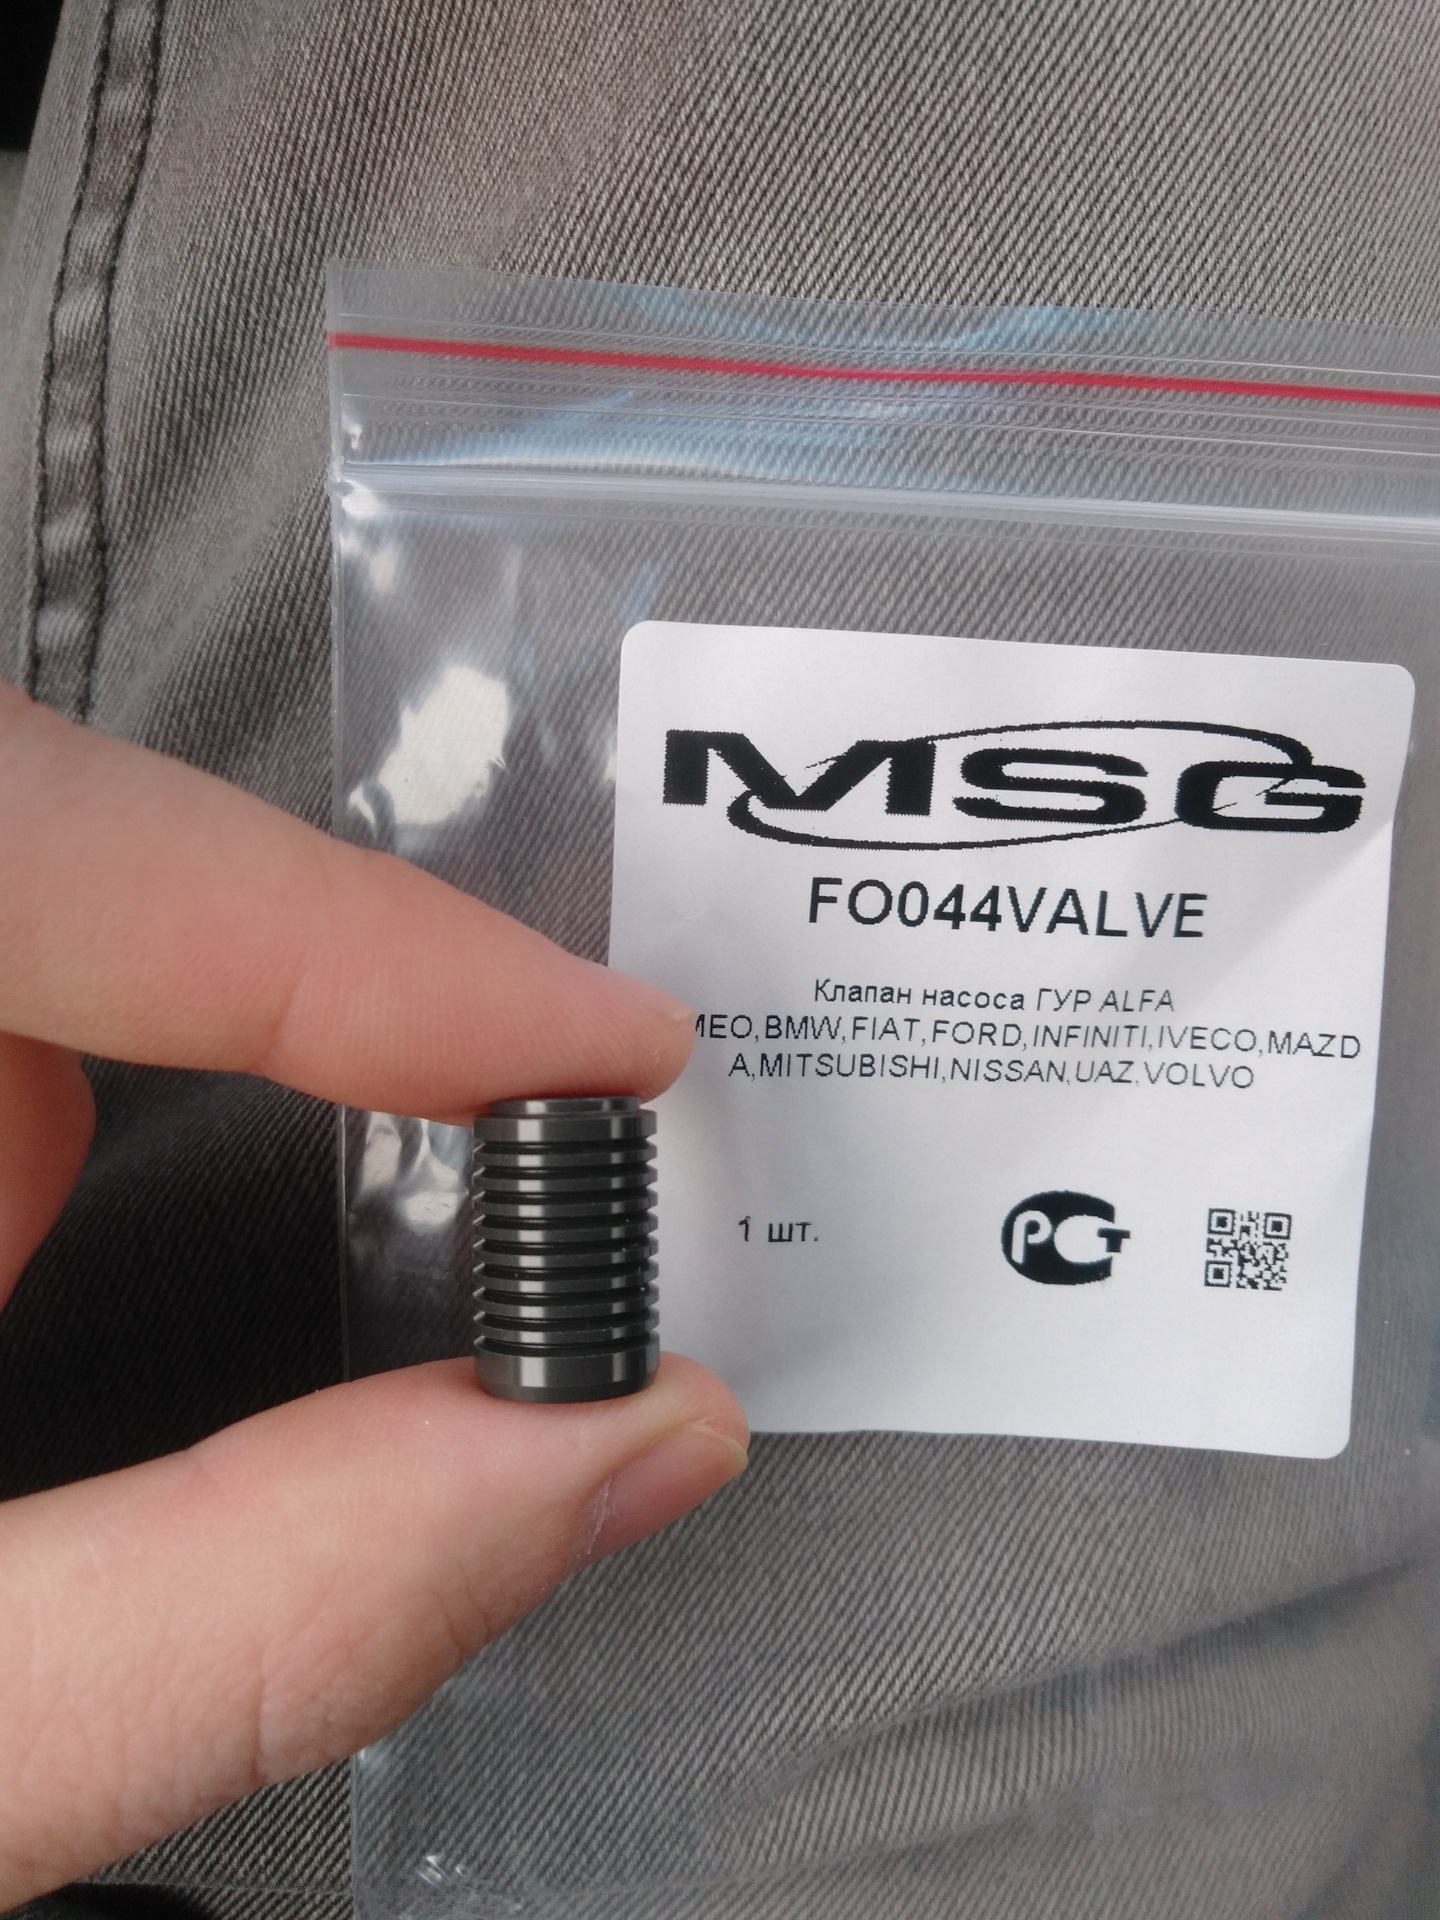 MSG
FO044VALVE
Клапан насоса ГУР ALFA
MEO,BMW,FIAT,FORD,INFINITI,IVECO,MAZD
A,MITSUBISHI,NISSAN,UAZ,VOLVO
1 шт.
РСТ